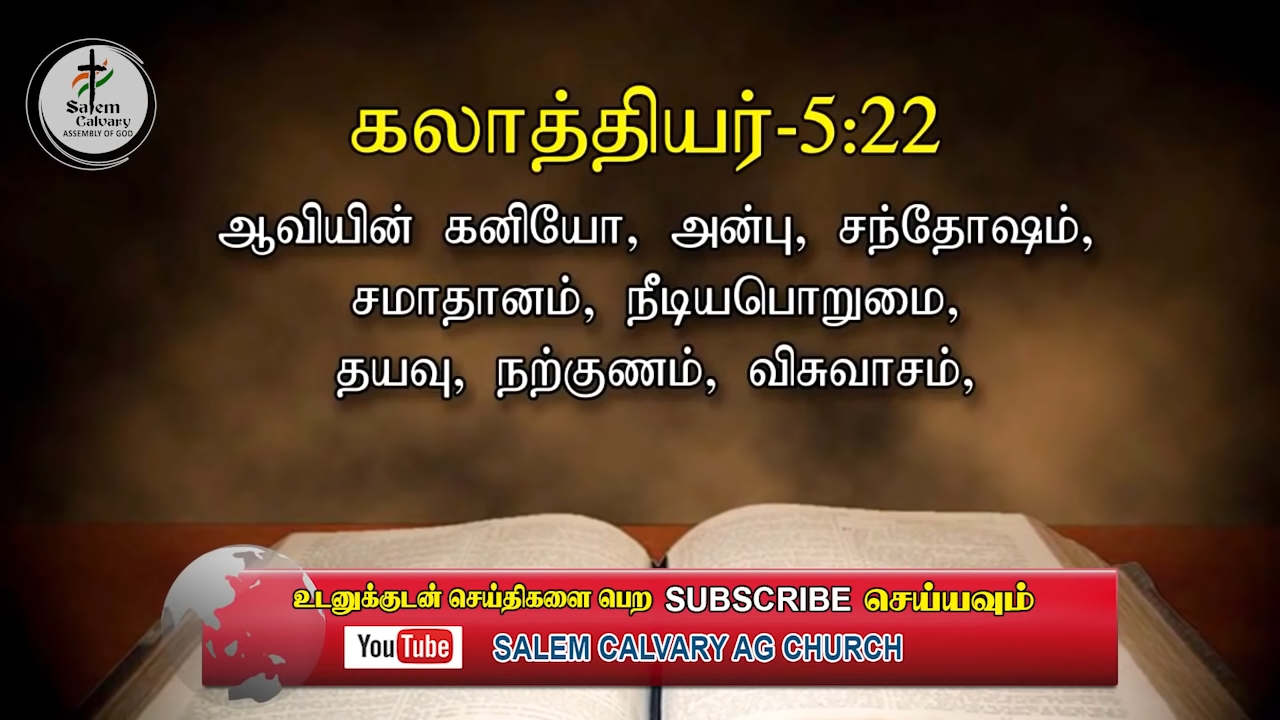 Salem
Calvary
ASSEMBLY OF GOD
கலாத்தியர்-5:22
ஆவியின் கனியோ, அன்பு, சந்தோஷம்,
சமாதானம், நீடியபொறுமை,
தயவு, நற்குணம், விசுவாசம்,
உடனுக்குடன் செய்திகளை பெற SUBSCRIBE செய்யவும்
YouTube SALEM CALVARY AG CHURCH